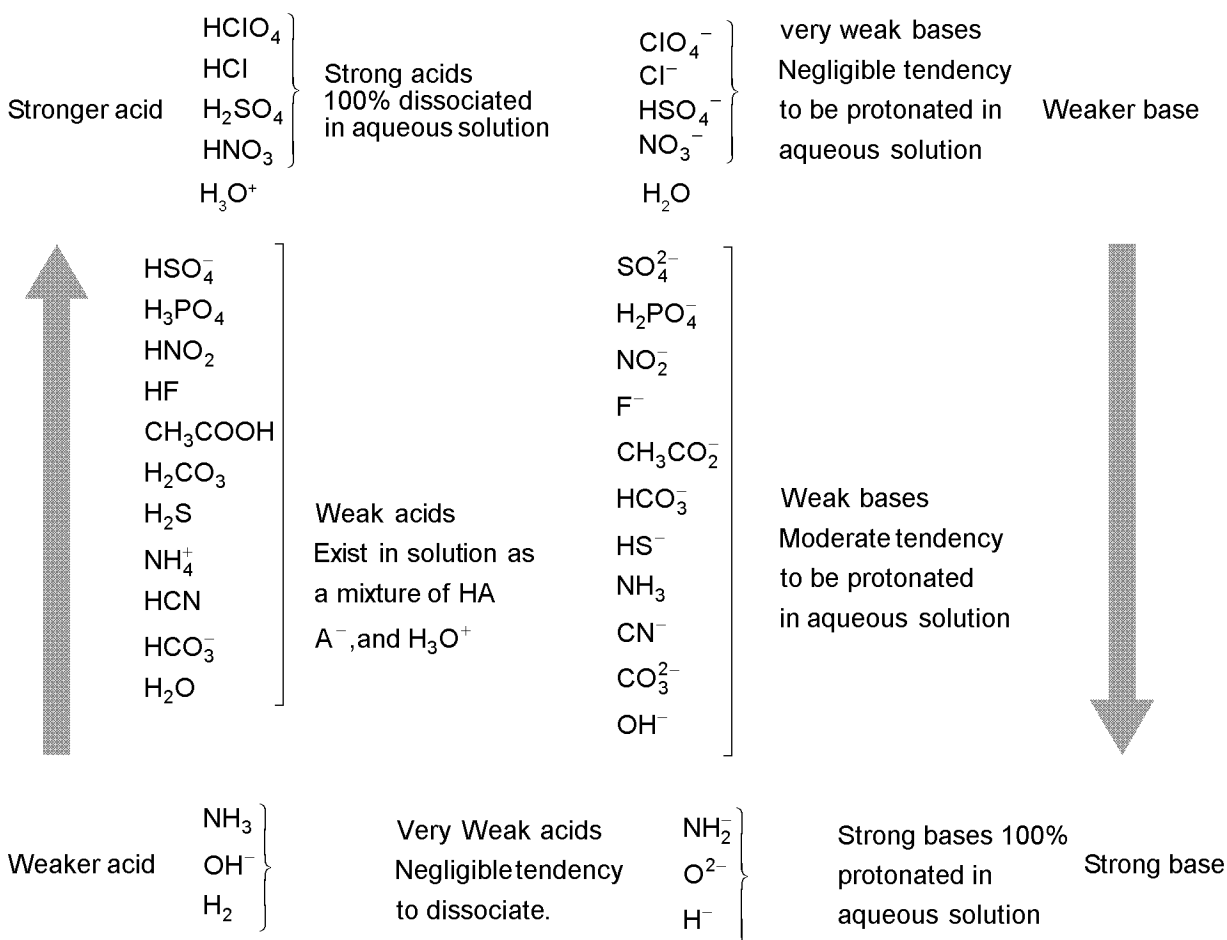 HClO₄
HCl
H₂SO₄
HNO₃
H₃O⁺
Stronger acid
Strong acids
100% dissociated
in aqueous solution
ClO₄⁻
Cl⁻
HSO₄⁻
NO₃⁻
H₂O
very weak bases
Negligible tendency
to be protonated in
aqueous solution
Weaker base
HSO₄⁻
H₃PO₄
HNO₂
HF
CH₃COOH
H₂CO₃
H₂S
NH₄⁺
HCN
HCO₃⁻
H₂O
Weak acids
Exist in solution as
a mixture of HA
A⁻,and H₃O⁺
SO₄²⁻
H₂PO₄⁻
NO₂⁻
F⁻
CH₃CO₂⁻
HCO₃⁻
HS⁻
NH₃
CN⁻
CO₃²⁻
OH⁻
Weak bases
Moderate tendency
to be protonated
in aqueous solution
Weaker acid
NH₃
OH⁻
H₂
Very Weak acids
Negligible tendency
to dissociate.
NH₂⁻
O²⁻
H⁻
Strong bases 100%
protonated in
aqueous solution
Strong base